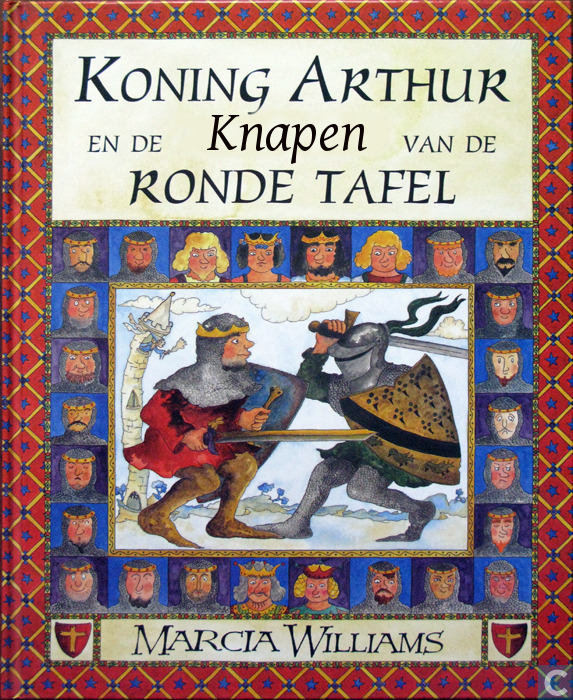 KONING ARTHUR
EN DE Knapen VAN DE
RONDE TAFEL
MARCIA WILLIAMS